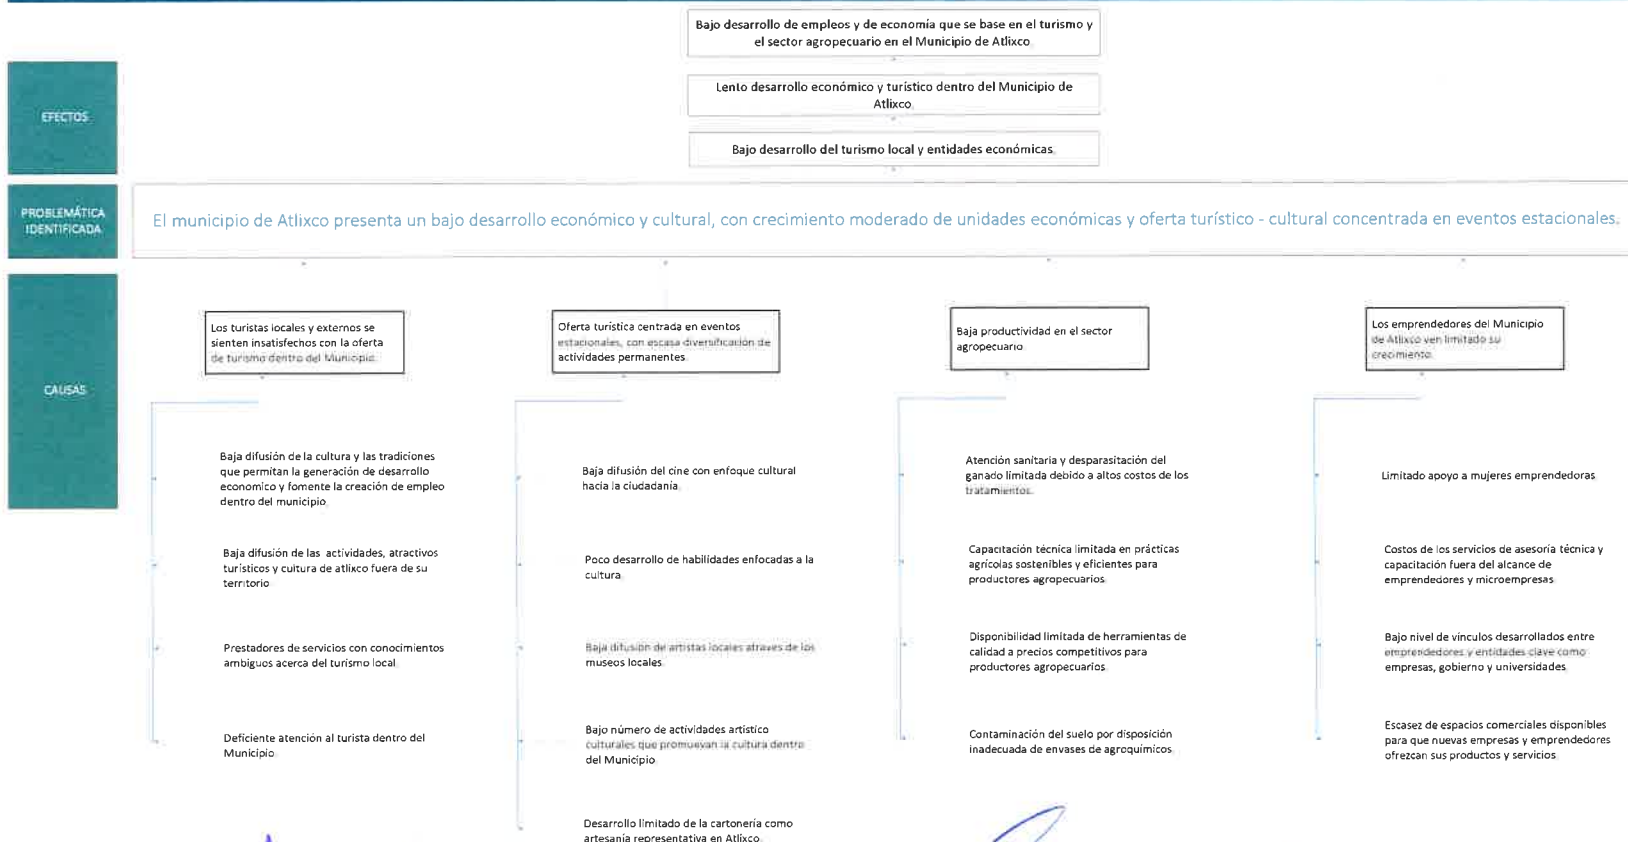 Bajo desarrollo de empleos y de economía que se base en el turismo y
el sector agropecuario en el Municipio de Atlixco
Lento desarrollo económico y turístico dentro del Municipio de
Atlixco.
EFECTOS
Bajo desarrollo del turismo local y entidades económicas.
PROBLEMÁTICA
IDENTIFICADA
El municipio de Atlixco presenta un bajo desarrollo económico y cultural, con crecimiento moderado de unidades económicas y oferta turístico - cultural concentrada en eventos estacionales.
CAUSAS
Los turistas locales y externos se
sienten insatisfechos con la oferta
de turismo dentro del Municipio.
Baja difusión de la cultura y las tradiciones
que permitan la generación de desarrollo
economico y fomente la creación de empleo
dentro del municipio.
Baja difusión de las actividades, atractivos
turísticos y cultura de atlixco fuera de su
territorio
Prestadores de servicios con conocimientos
ambiguos acerca del turismo local.
Deficiente atención al turista dentro del
Municipio
Oferta turística centrada en eventos
estacionales, con escasa diversificación de
actividades permanentes.
Baja difusión del cine con enfoque cultural
hacia la ciudadanía.
Poco desarrollo de habilidades enfocadas a la
cultura.
Baja difusión de artistas locales atraves de los
museos locales.
Bajo número de actividades artístico
culturales que promuevan la cultura dentro
del Municipio
Desarrollo limitado de la cartonería como
artesanía representativa en Atlixco.
Baja productividad en el sector
agropecuario
Atención sanitaria y desparasitación del
ganado limitada debido a altos costos de los
tratamientos.
Capacitación técnica limitada en prácticas
agrícolas sostenibles y eficientes para
productores agropecuarios.
Disponibilidad limitada de herramientas de
calidad a precios competitivos para
productores agropecuarios.
Contaminación del suelo por disposición
inadecuada de envases de agroquímicos.
Los emprendedores del Municipio
de Atlixco ven limitado su
crecimiento.
Limitado apoyo a mujeres emprendedoras.
Costos de los servicios de asesoría técnica y
capacitación fuera del alcance de
emprendedores y microempresas.
Bajo nivel de vínculos desarrollados entre
emprendedores y entidades clave como
empresas, gobierno y universidades.
Escasez de espacios comerciales disponibles
para que nuevas empresas y emprendedores
ofrezcan sus productos y servicios